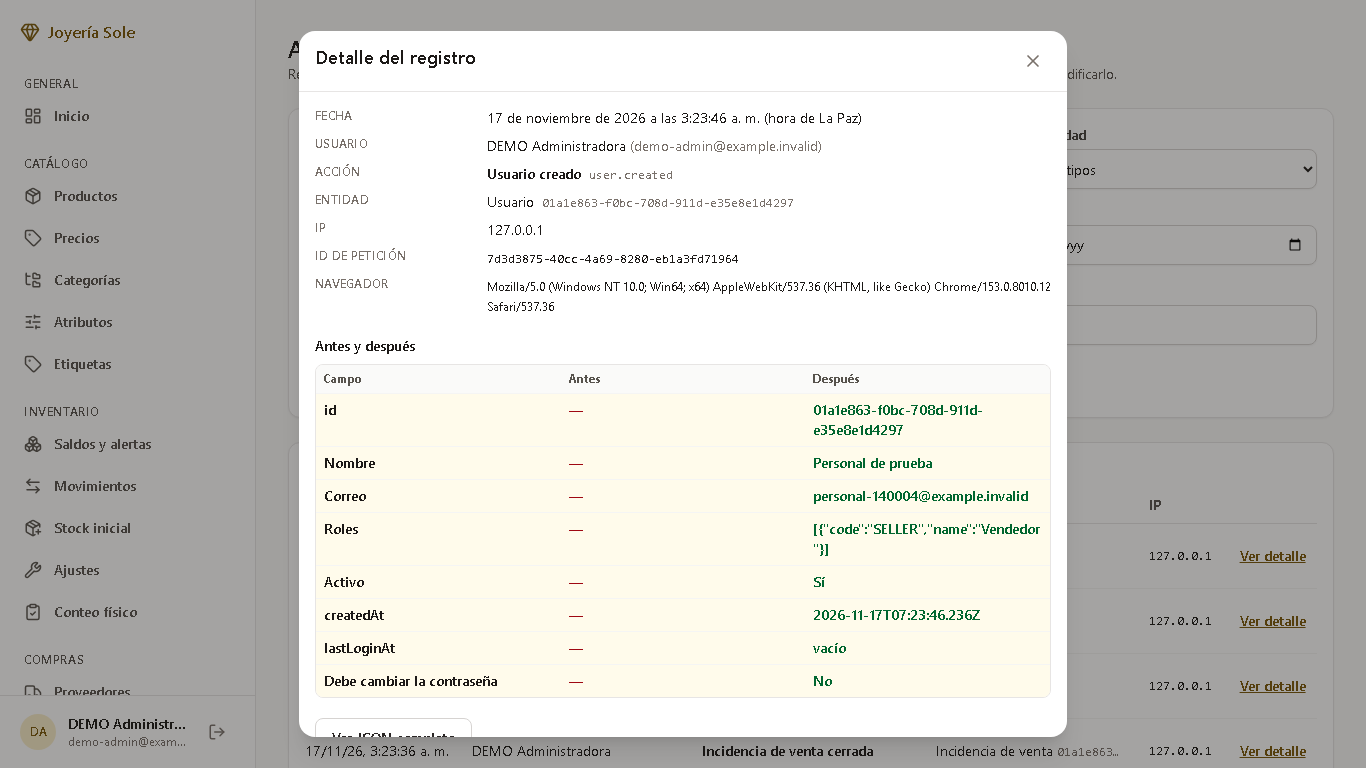 Joyería Sole
GENERAL
Inicio
CATÁLOGO
Productos
Precios
Categorías
Atributos
Etiquetas
INVENTARIO
Saldos y alertas
Movimientos
Stock inicial
Ajustes
Conteo físico
COMPRAS
Proveedores
DA
DEMO Administr...
demo-admin@exam...
dificarlo.
dad
tipos
yyy
Detalle del registro
FECHA 17 de noviembre de 2026 a las 3:23:46 a. m. (hora de La Paz)
USUARIO DEMO Administradora (demo-admin@example.invalid)
ACCIÓN Usuario creado user.created
ENTIDAD Usuario 01a1e863-f0bc-708d-911d-e35e8e1d4297
IP 127.0.0.1
ID DE PETICIÓN 7d3d3875-40cc-4a69-8280-eb1a3fd71964
NAVEGADOR Mozilla/5.0 (Windows NT 10.0; Win64; x64) AppleWebKit/537.36 (KHTML, like Gecko) Chrome/153.0.8010.12
Safari/537.36
Antes y después
Campo Antes Después
id — 01a1e863-f0bc-708d-911d-
e35e8e1d4297
Nombre — Personal de prueba
Correo — personal-140004@example.invalid
Roles — [{"code":"SELLER","name":"Vendedor
"}]
Activo — Sí
createdAt — 2026-11-17T07:23:46.236Z
lastLoginAt — vacío
Debe cambiar la contraseña — No
Ver JSON completo
IP
127.0.0.1 Ver detalle
127.0.0.1 Ver detalle
127.0.0.1 Ver detalle
17/11/26, 3:23:36 a. m. DEMO Administradora Incidencia de venta cerrada Incidencia de venta 01a1e863… 127.0.0.1 Ver detalle